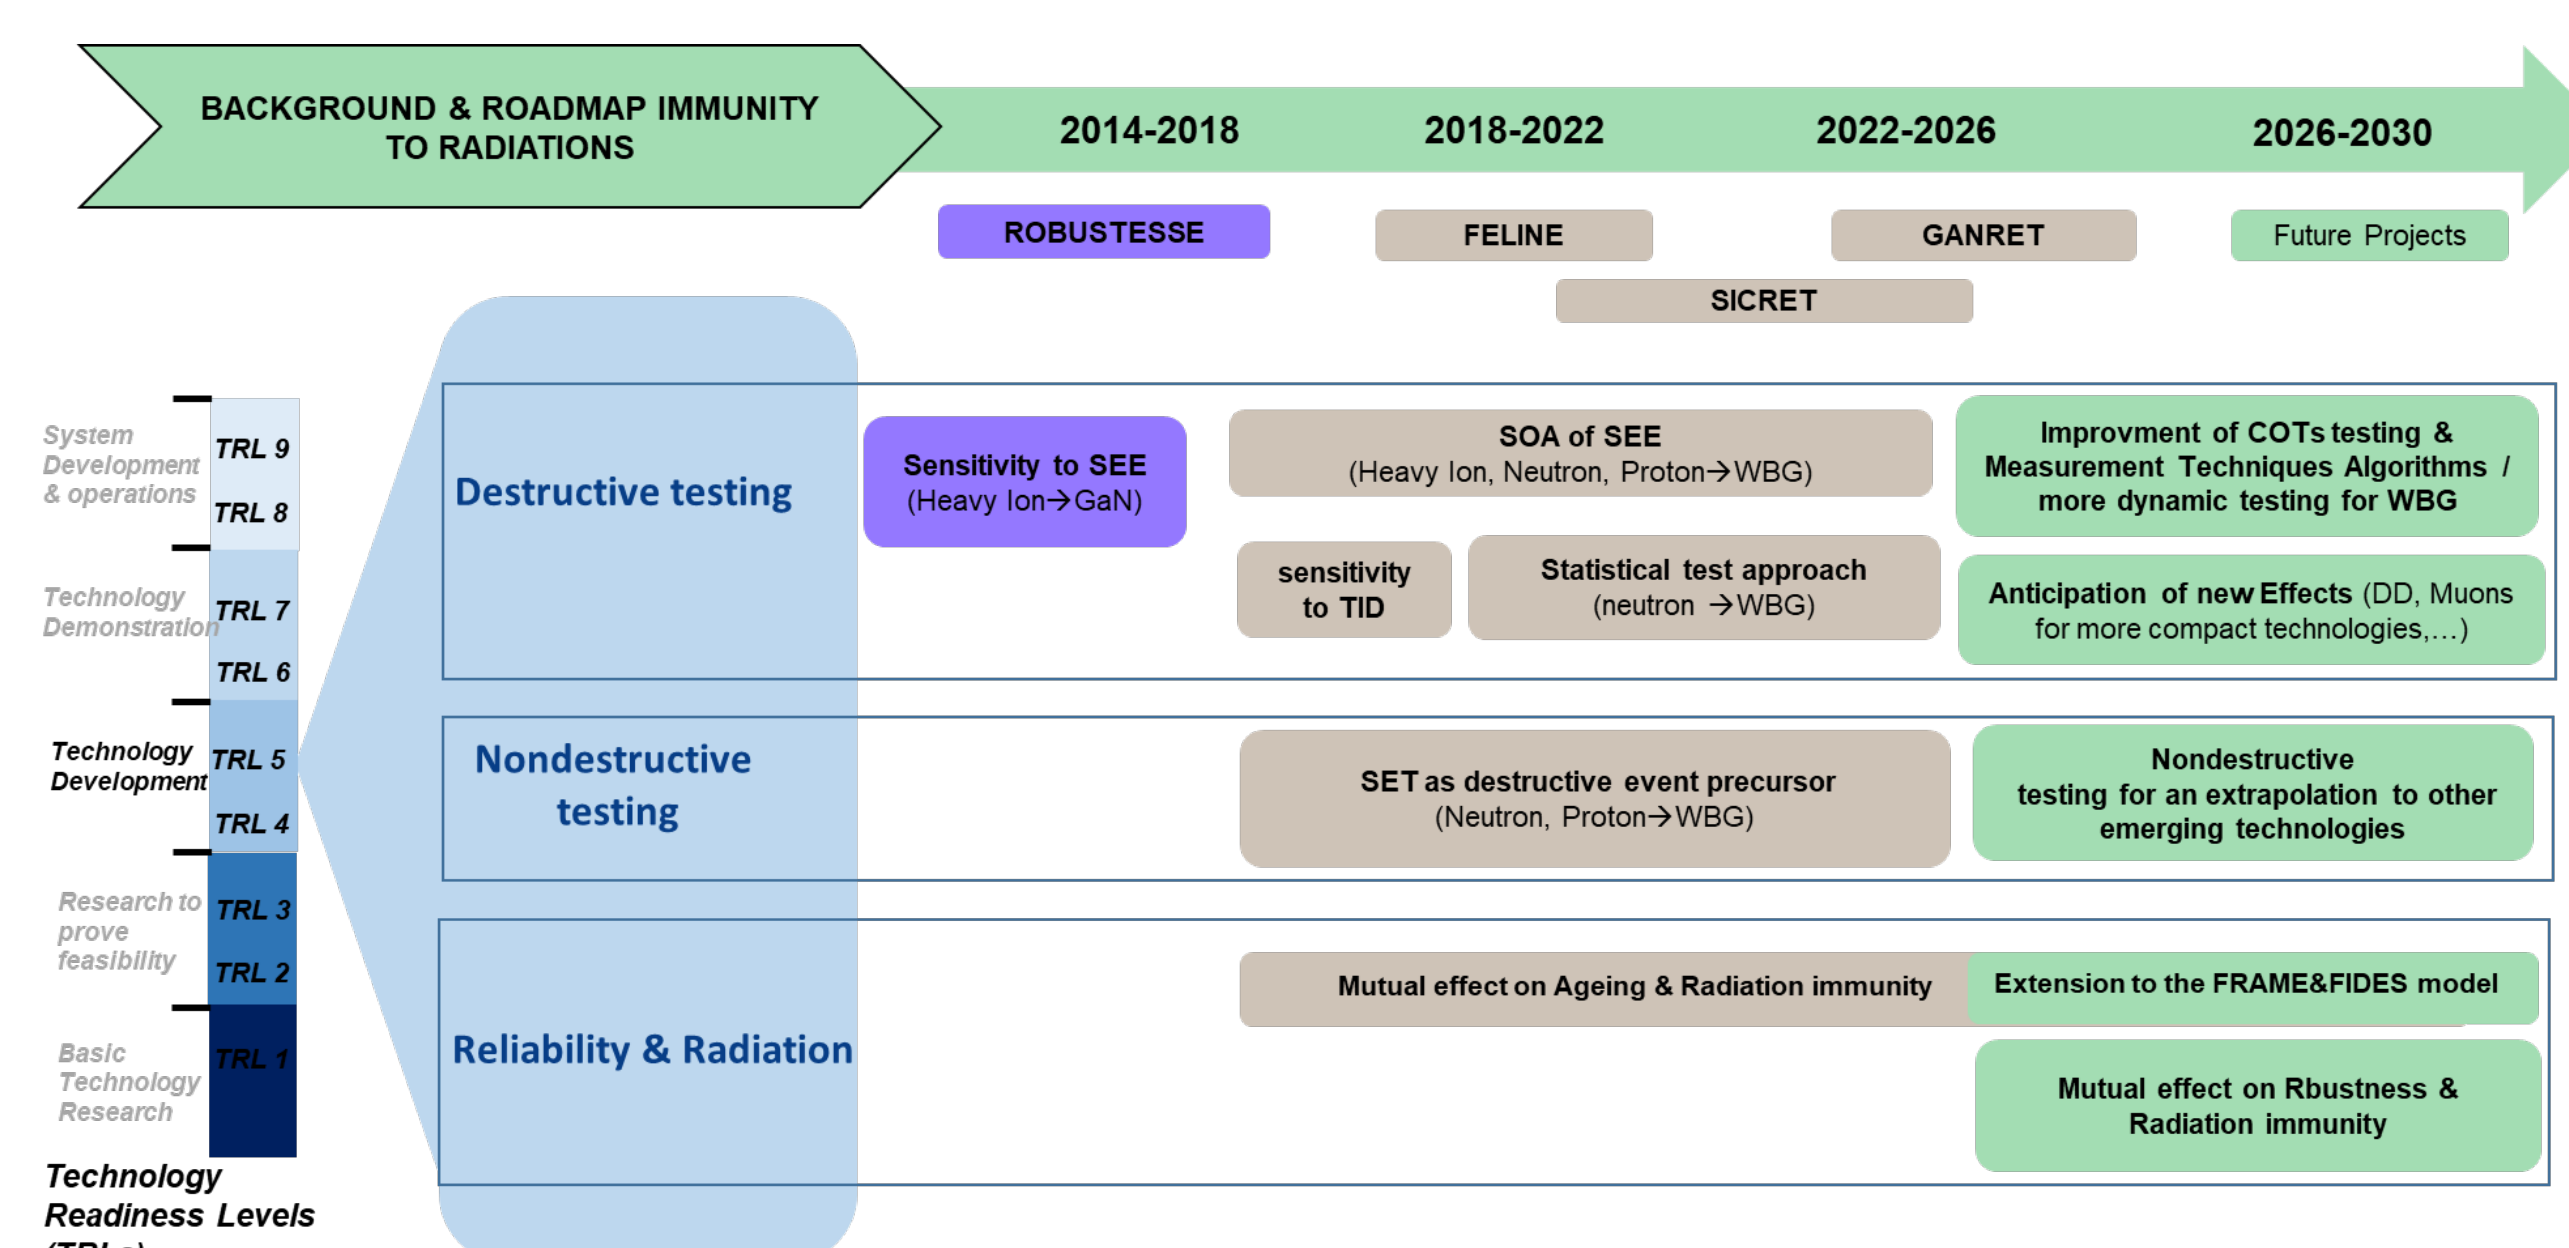 BACKGROUND & ROADMAP IMMUNITY
TO RADIATIONS
2014-2018
2018-2022
2022-2026
2026-2030
ROBUSTESSE
FELINE
GANRET
Future Projects
SICRET
System
Development
& operations
TRL 9
TRL 8
Technology
Demonstration
TRL 7
TRL 6
Technology
Development
TRL 5
TRL 4
Research to
prove
feasibility
TRL 3
TRL 2
Basic
Technology
Research
TRL 1
Technology
Readiness Levels
(TRLs)
Destructive testing
Sensitivity to SEE
(Heavy Ion→GaN)
SOA of SEE
(Heavy Ion, Neutron, Proton→WBG)
Improvment of COTs testing &
Measurement Techniques Algorithms /
more dynamic testing for WBG
sensitivity
to TID
Statistical test approach
(neutron →WBG)
Anticipation of new Effects (DD, Muons
for more compact technologies,...)
Nondestructive
testing
SET as destructive event precursor
(Neutron, Proton→WBG)
Nondestructive
testing for an extrapolation to other
emerging technologies
Reliability & Radiation
Mutual effect on Ageing & Radiation immunity
Extension to the FRAME&FIDES model
Mutual effect on Rbustness &
Radiation immunity